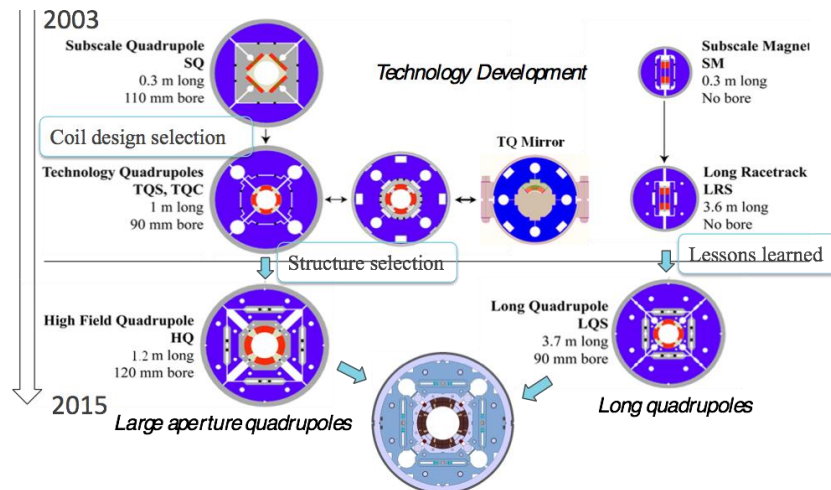 2003
Subscale Quadrupole
SQ
0.3 m long
110 mm bore
Technology Development
Subscale Magnet
SM
0.3 m long
No bore
Coil design selection
TQ Mirror
Technology Quadrupoles
TQS, TQC
1 m long
90 mm bore
Long Racetrack
LRS
3.6 m long
No bore
Structure selection
Lessons learned
High Field Quadrupole
HQ
1.2 m long
120 mm bore
Long Quadrupole
LQS
3.7 m long
90 mm bore
2015
Large aperture quadrupoles
Long quadrupoles